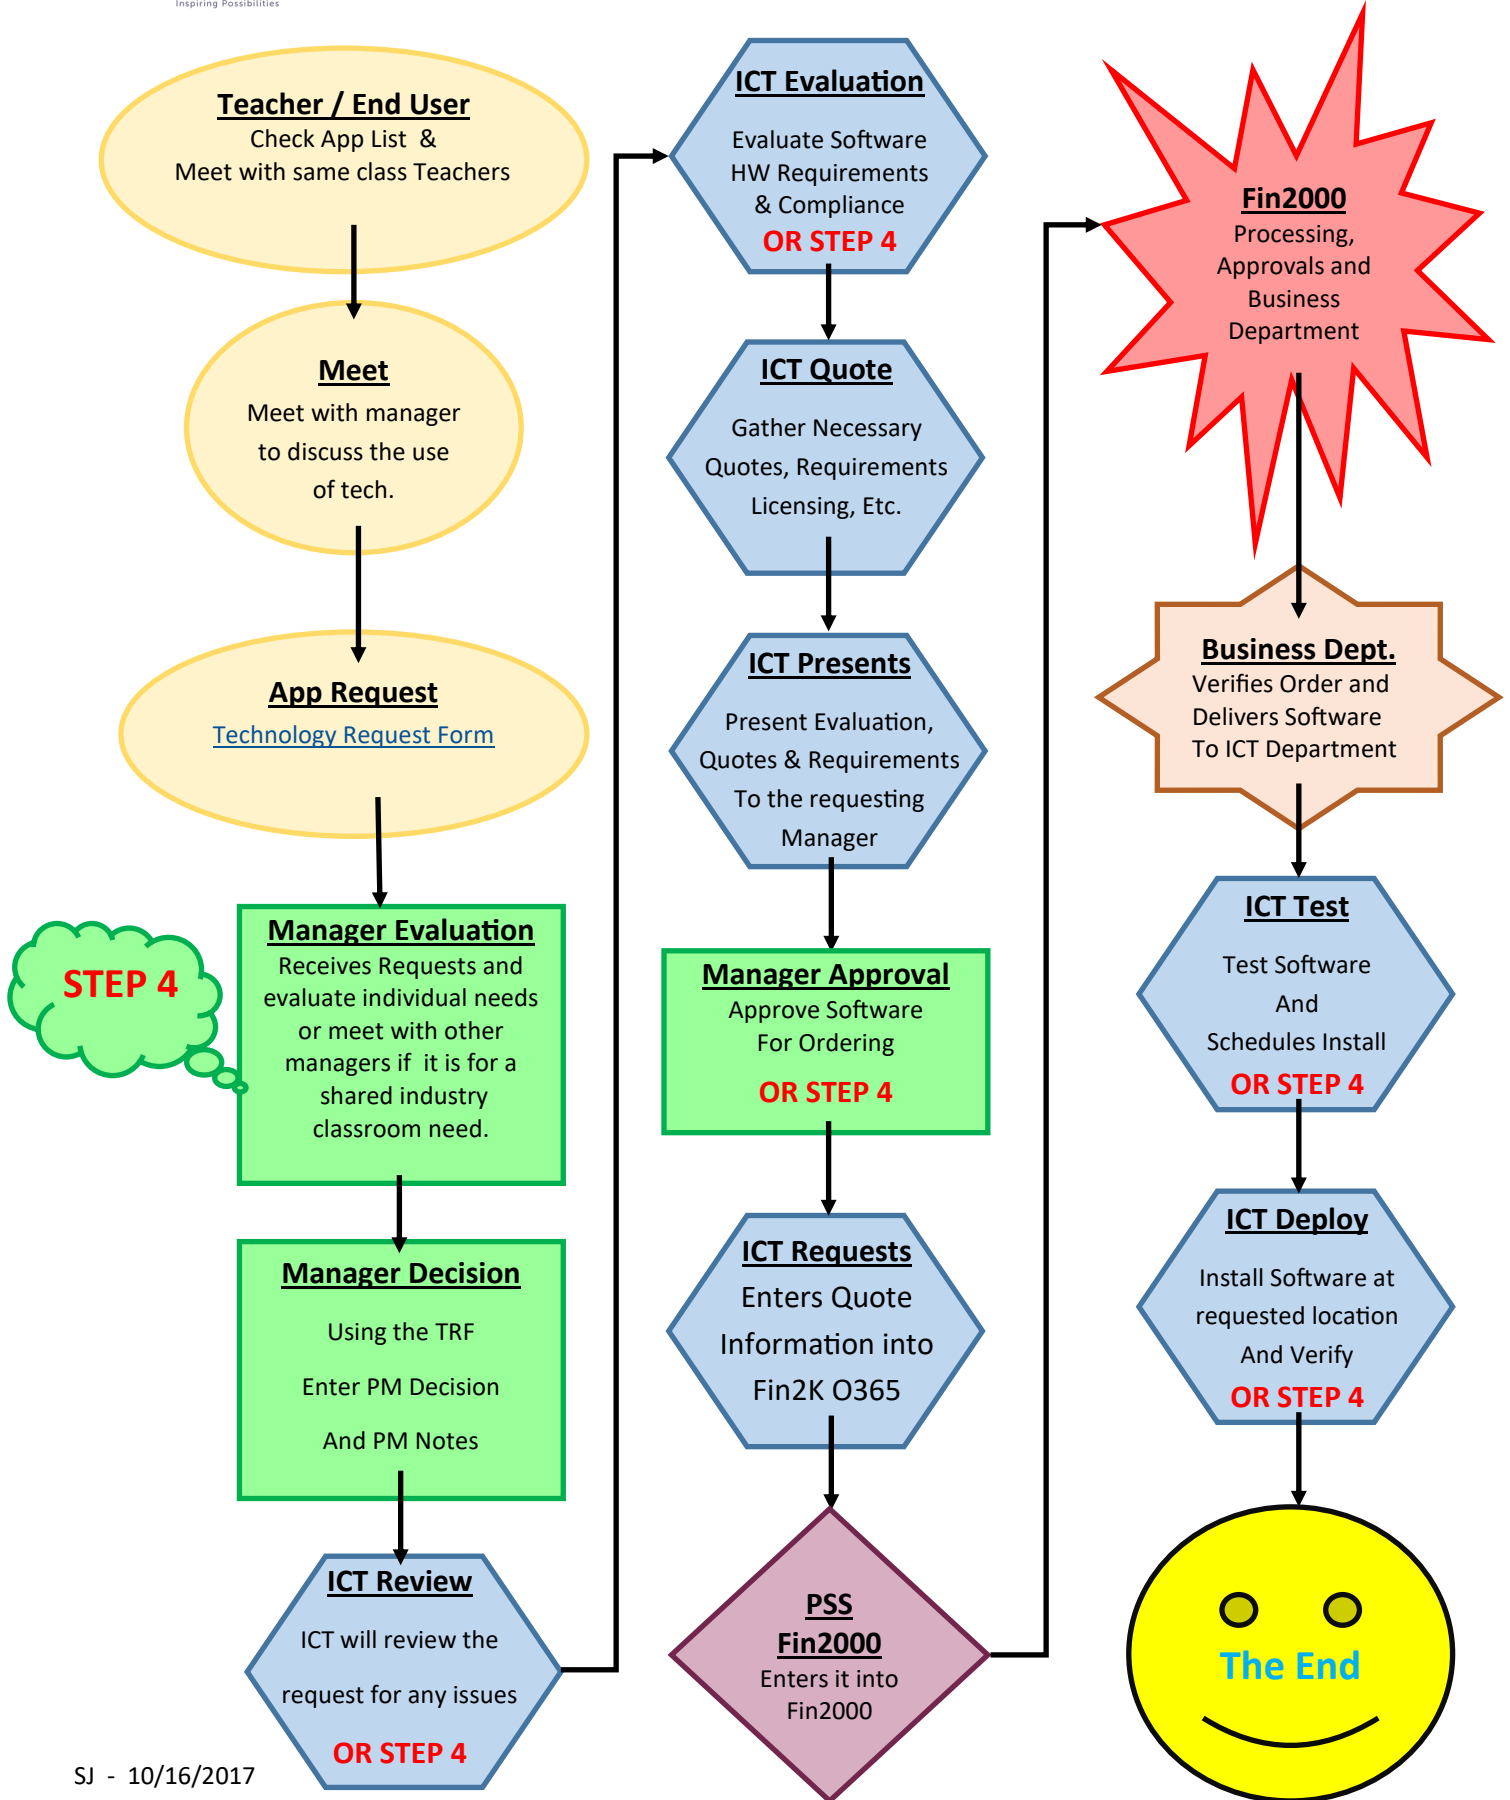 Inspiring Possibilities
Teacher / End User
Check App List  &
Meet with same class Teachers
Meet
Meet with manager
to discuss the use
of tech.
App Request
Technology Request Form
STEP 4
Manager Evaluation
Receives Requests and
evaluate individual needs
or meet with other
managers if  it is for a
shared industry
classroom need.
Manager Decision
Using the TRF
Enter PM Decision
And PM Notes
ICT Review
ICT will review the
request for any issues
OR STEP 4
ICT Evaluation
Evaluate Software
HW Requirements
& Compliance
OR STEP 4
ICT Quote
Gather Necessary
Quotes, Requirements
Licensing, Etc.
ICT Presents
Present Evaluation,
Quotes & Requirements
To the requesting
Manager
Manager Approval
Approve Software
For Ordering
OR STEP 4
ICT Requests
Enters Quote
Information into
Fin2K O365
PSS
Fin2000
Enters it into
Fin2000
Fin2000
Processing,
Approvals and
Business
Department
Business Dept.
Verifies Order and
Delivers Software
To ICT Department
ICT Test
Test Software
And
Schedules Install
OR STEP 4
ICT Deploy
Install Software at
requested location
And Verify
OR STEP 4
The End
SJ  -  10/16/2017